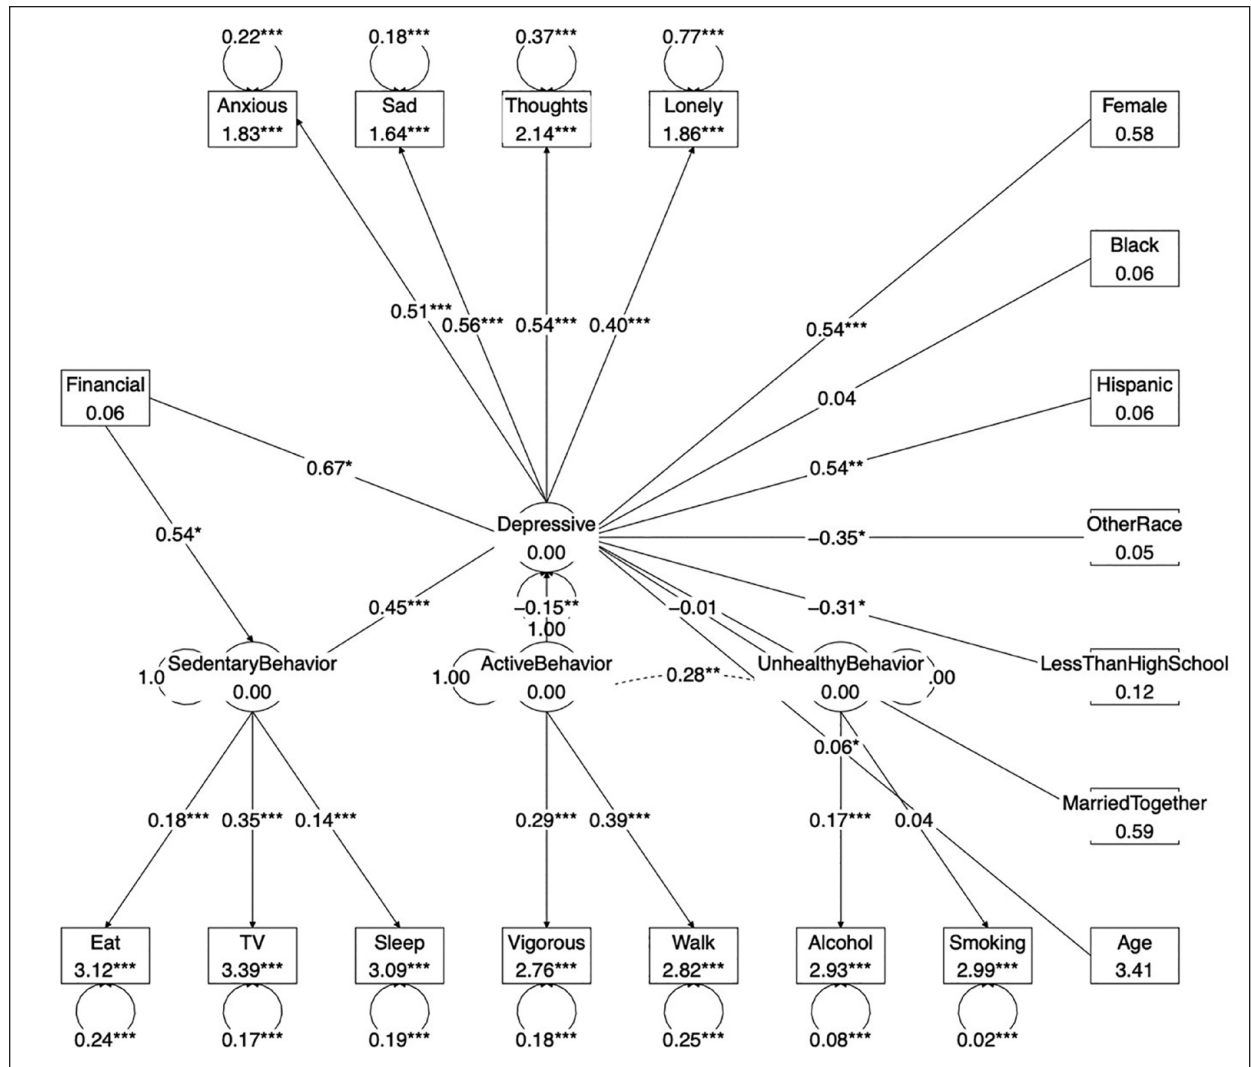 0.22*** 0.18*** 0.37*** 0.77***
Anxious Sad Thoughts Lonely Female
1.83*** 1.64*** 2.14*** 1.86*** 0.58
Black
0.06
0.51*** 0.56*** 0.54*** 0.40*** 0.54***
Financial Hispanic
0.06 0.04 0.06
0.67* 0.54**
Depressive OtherRace
0.54* 0.00 −0.35* 0.05
0.45*** −0.15** −0.01 −0.31*
1.00
SedentaryBehavior ActiveBehavior UnhealthyBehavior LessThanHighSchool
1.0 0.00 1.00 0.00 0.28** 0.00 .00 0.12
0.06*
MarriedTogether
0.18*** 0.35*** 0.14*** 0.29*** 0.39*** 0.17*** 0.04 0.59
Eat TV Sleep Vigorous Walk Alcohol Smoking Age
3.12*** 3.39*** 3.09*** 2.76*** 2.82*** 2.93*** 2.99*** 3.41
0.24*** 0.17*** 0.19*** 0.18*** 0.25*** 0.08*** 0.02***